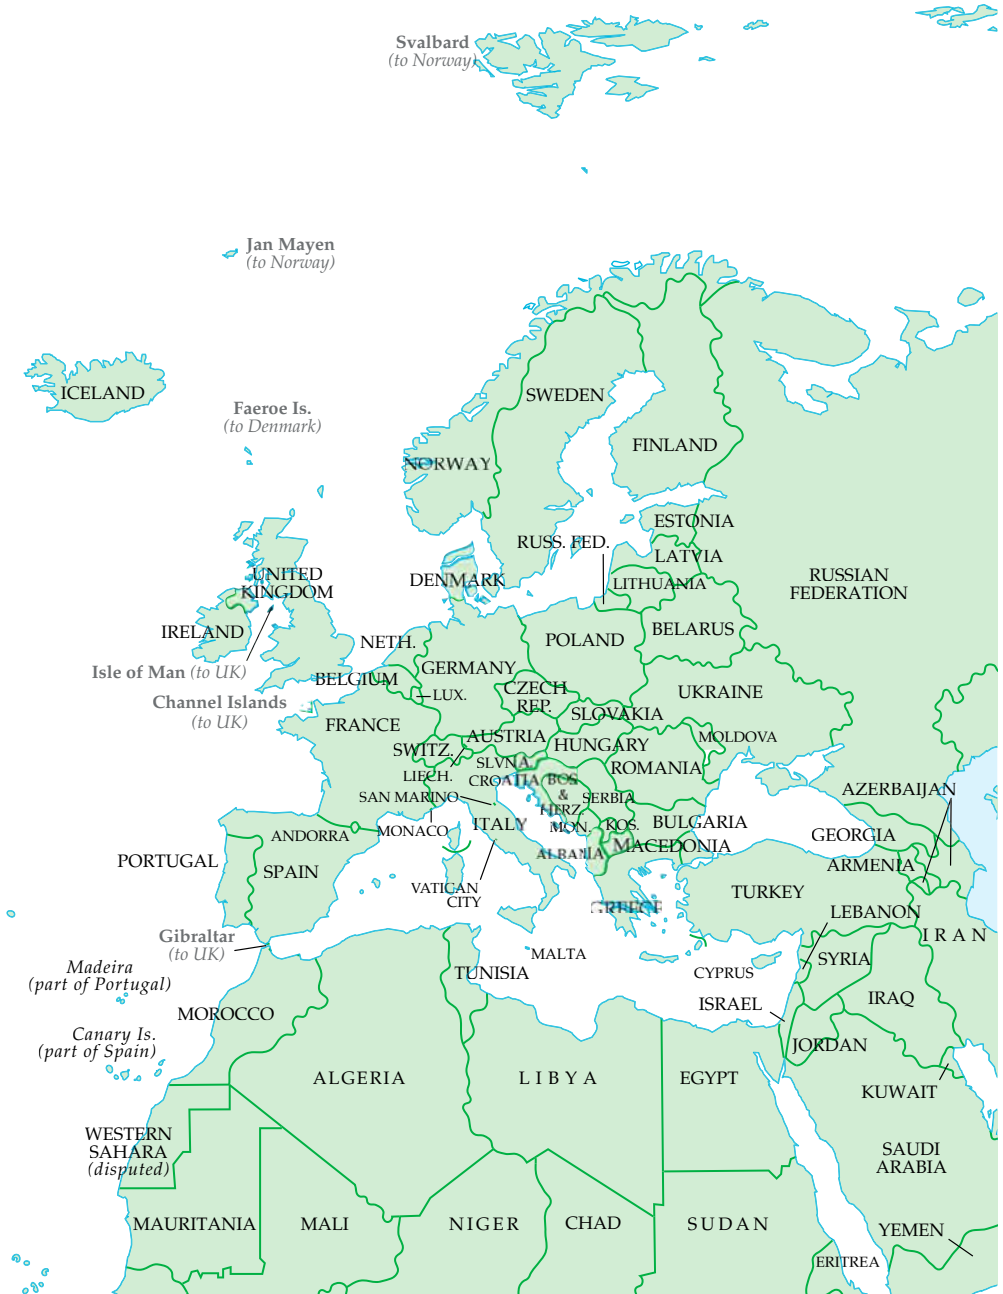 Svalbard
(to Norway)
Jan Mayen
(to Norway)
ICELAND
Faeroe Is.
(to Denmark)
SWEDEN
FINLAND
NORWAY
ESTONIA
RUSS. FED.
LATVIA
LITHUANIA
DENMARK
RUSSIAN
FEDERATION
UNITED
KINGDOM
IRELAND
NETH.
POLAND
BELARUS
Isle of Man (to UK)
BELGIUM
GERMANY
LUX.
CZECH
REP.
UKRAINE
Channel Islands
(to UK)
FRANCE
SLOVAKIA
AUSTRIA
MOLDOVA
SWITZ.
HUNGARY
LIECH.
SLVNA.
CROATIA
BOS.
&
HERZ.
ROMANIA
SAN MARINO
SERBIA
AZERBAIJAN
MONACO
ITALY
MON.
KOS.
BULGARIA
GEORGIA
ANDORRA
ALBANIA
MACEDONIA
ARMENIA
PORTUGAL
SPAIN
VATICAN
CITY
GREECE
TURKEY
LEBANON
Gibraltar
(to UK)
IRAN
MALTA
SYRIA
Madeira
(part of Portugal)
TUNISIA
CYPRUS
IRAQ
ISRAEL
MOROCCO
Canary Is.
(part of Spain)
JORDAN
ALGERIA
LIBYA
EGYPT
KUWAIT
WESTERN
SAHARA
(disputed)
SAUDI
ARABIA
MAURITANIA
MALI
NIGER
CHAD
SUDAN
YEMEN
ERITREA